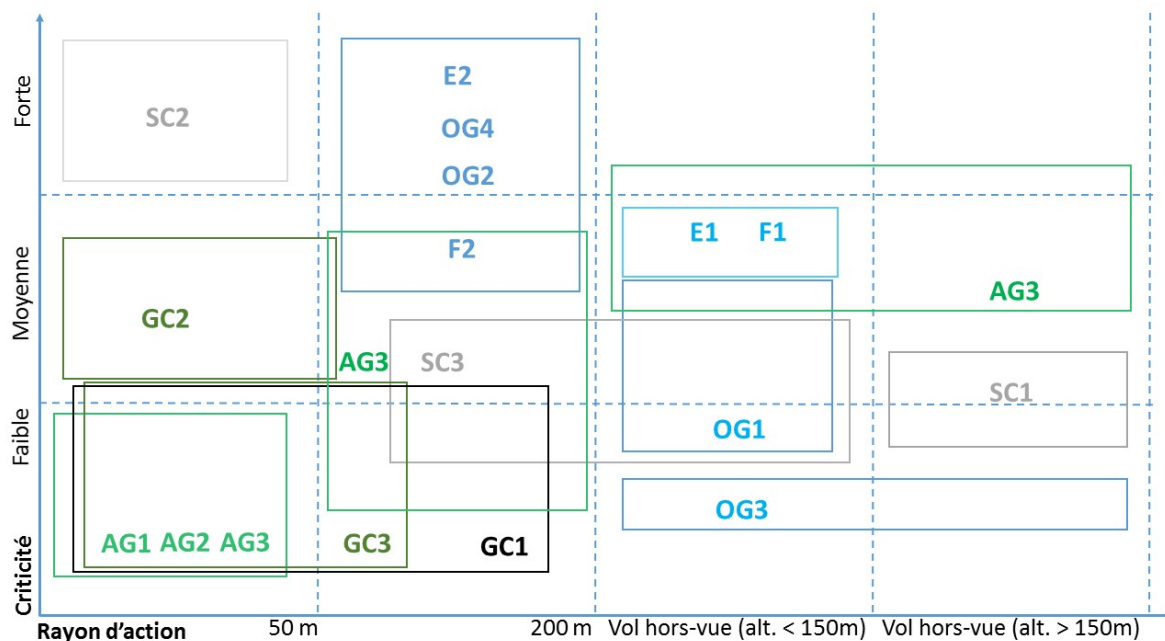 Forte
SC2
E2
OG4
OG2
Moyenne
F2
E1 F1
GC2
AG3
AG3
SC3
SC1
Faible
OG1
OG3
AG1 AG2 AG3
GC3
GC1
Criticité
Rayon d’action
50 m
200 m
Vol hors-vue (alt. < 150m)
Vol hors-vue (alt. > 150m)